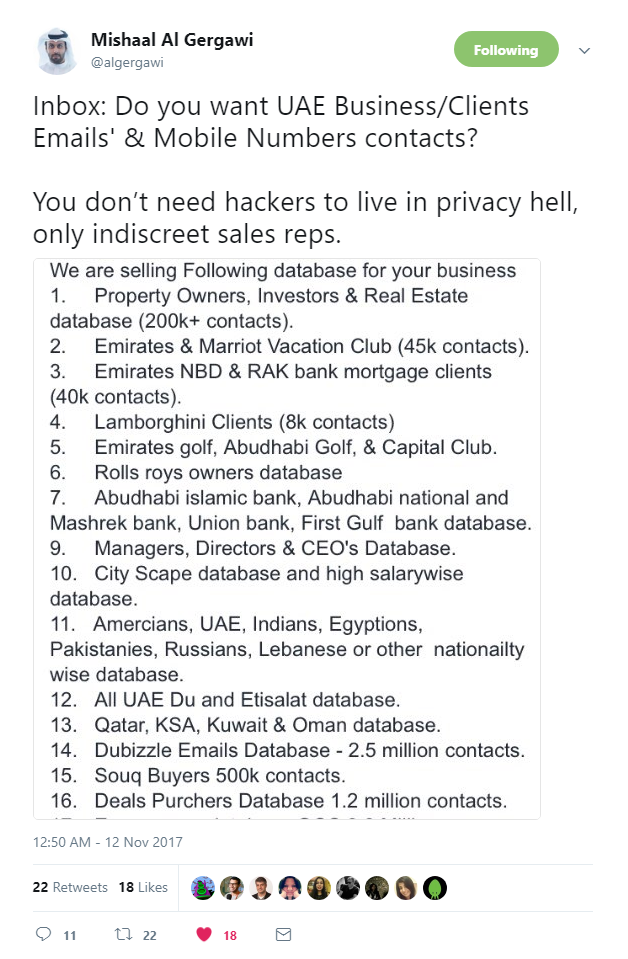 Mishaal Al Gergawi
@algergawi
Following
Inbox: Do you want UAE Business/Clients
Emails' & Mobile Numbers contacts?
You don’t need hackers to live in privacy hell,
only indiscreet sales reps.
We are selling Following database for your business
1. Property Owners, Investors & Real Estate
database (200k+ contacts).
2. Emirates & Marriot Vacation Club (45k contacts).
3. Emirates NBD & RAK bank mortgage clients
(40k contacts).
4. Lamborghini Clients (8k contacts)
5. Emirates golf, Abudhabi Golf, & Capital Club.
6. Rolls roys owners database
7. Abudhabi islamic bank, Abudhabi national and
Mashrek bank, Union bank, First Gulf bank database.
9. Managers, Directors & CEO's Database.
10. City Scape database and high salarywise
database.
11. Amercians, UAE, Indians, Egyptions,
Pakistanies, Russians, Lebanese or other nationailty
wise database.
12. All UAE Du and Etisalat database.
13. Qatar, KSA, Kuwait & Oman database.
14. Dubizzle Emails Database - 2.5 million contacts.
15. Souq Buyers 500k contacts.
16. Deals Purchers Database 1.2 million contacts.
12:50 AM - 12 Nov 2017
22 Retweets 18 Likes
11 22 18